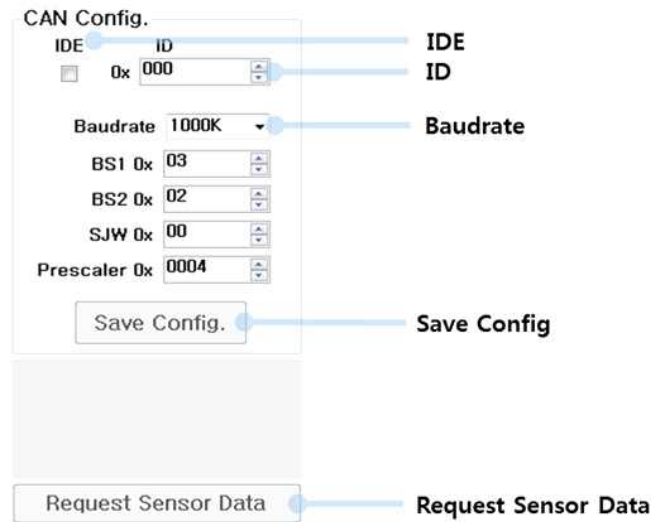 CAN Config.
IDE ID IDE
0x 000 ID
Baudrate 1000K Baudrate
BS1 0x 03
BS2 0x 02
SJW 0x 00
Prescaler 0x 0004
Save Config. Save Config
Request Sensor Data Request Sensor Data